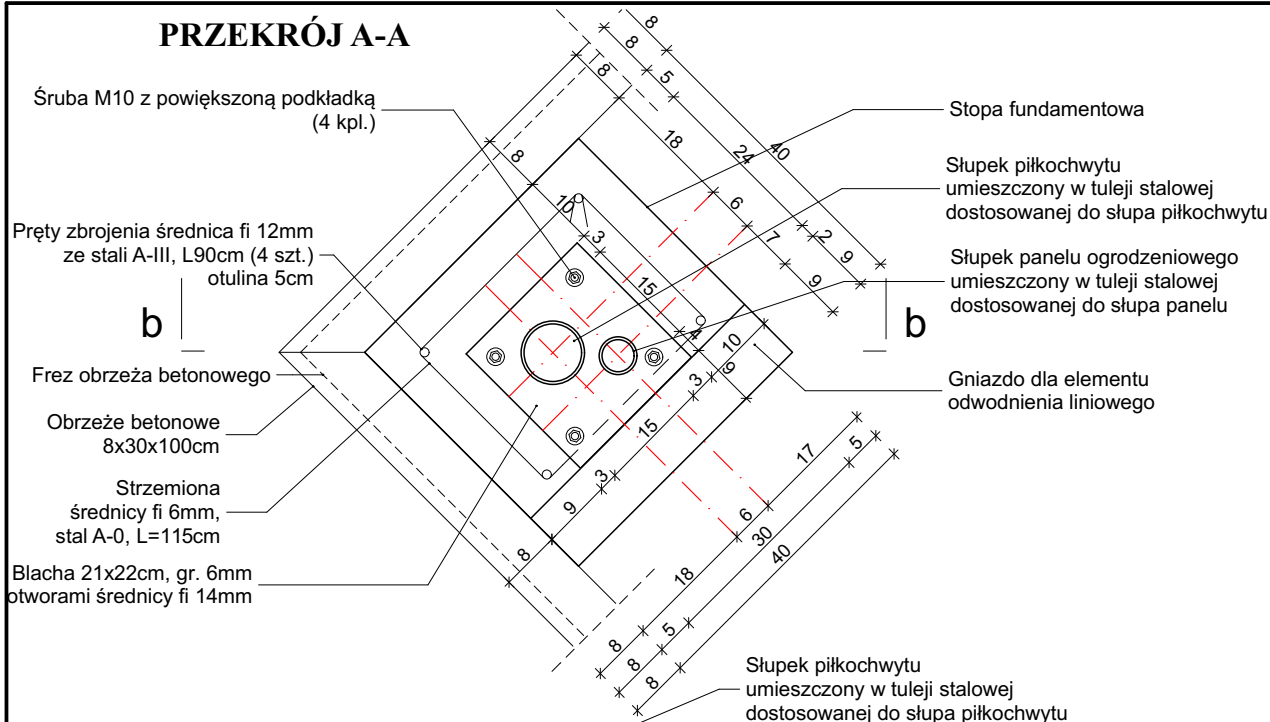 PRZEKRÓJ A-A
Śruba M10 z powiększoną podkładką
(4 kpl.)
Pręty zbrojenia średnica fi 12mm
ze stali A-III, L90cm (4 szt.)
otulina 5cm
b
Frez obrzeża betonowego
Obrzeże betonowe
8x30x100cm
Strzemiona
średnicy fi 6mm,
stal A-0, L=115cm
Blacha 21x22cm, gr. 6mm
otworami średnicy fi 14mm
Stopa fundamentowa
Słupek piłkochwytu
umieszczony w tuleji stalowej
dostosowanej do słupa piłkochwytu
Słupek panelu ogrodzeniowego
umieszczony w tuleji stalowej
dostosowanej do słupa panelu
b
Gniazdo dla elementu
odwodnienia liniowego
Słupek piłkochwytu
umieszczony w tuleji stalowej
dostosowanej do słupa piłkochwytu
8
40
9
8
5
24
2
9
8
18
6
7
9
8
10
3
15
4
9
10
3
15
3
9
8
8
18
6
17
8
5
30
5
8
40